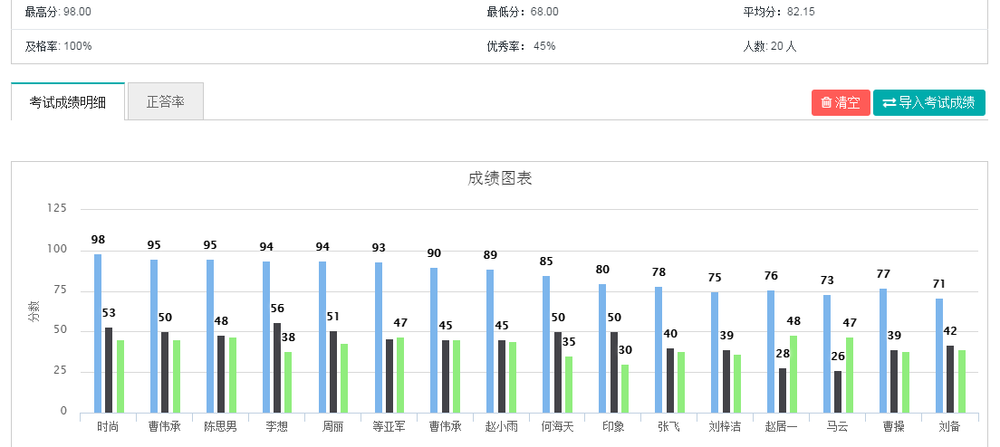 最高分: 98.00 最低分: 68.00 平均分: 82.15
及格率: 100% 优秀率: 45% 人数: 20 人
考试成绩明细 正答率 清空 导入考试成绩
成绩图表
分数
125
100
75
50
25
0
98 95 95 94 94 93 90 89 85 80 78 75 76 73 77 71
53 50 48 56 51 45 45 50 50 40 39 28 26 39 42
38 47 35 30 48 47
时尚 曹伟承 陈思男 李想 周丽 等亚军 曹伟承 赵小雨 何海天 印象 张飞 刘梓洁 赵居一 马云 曹操 刘备